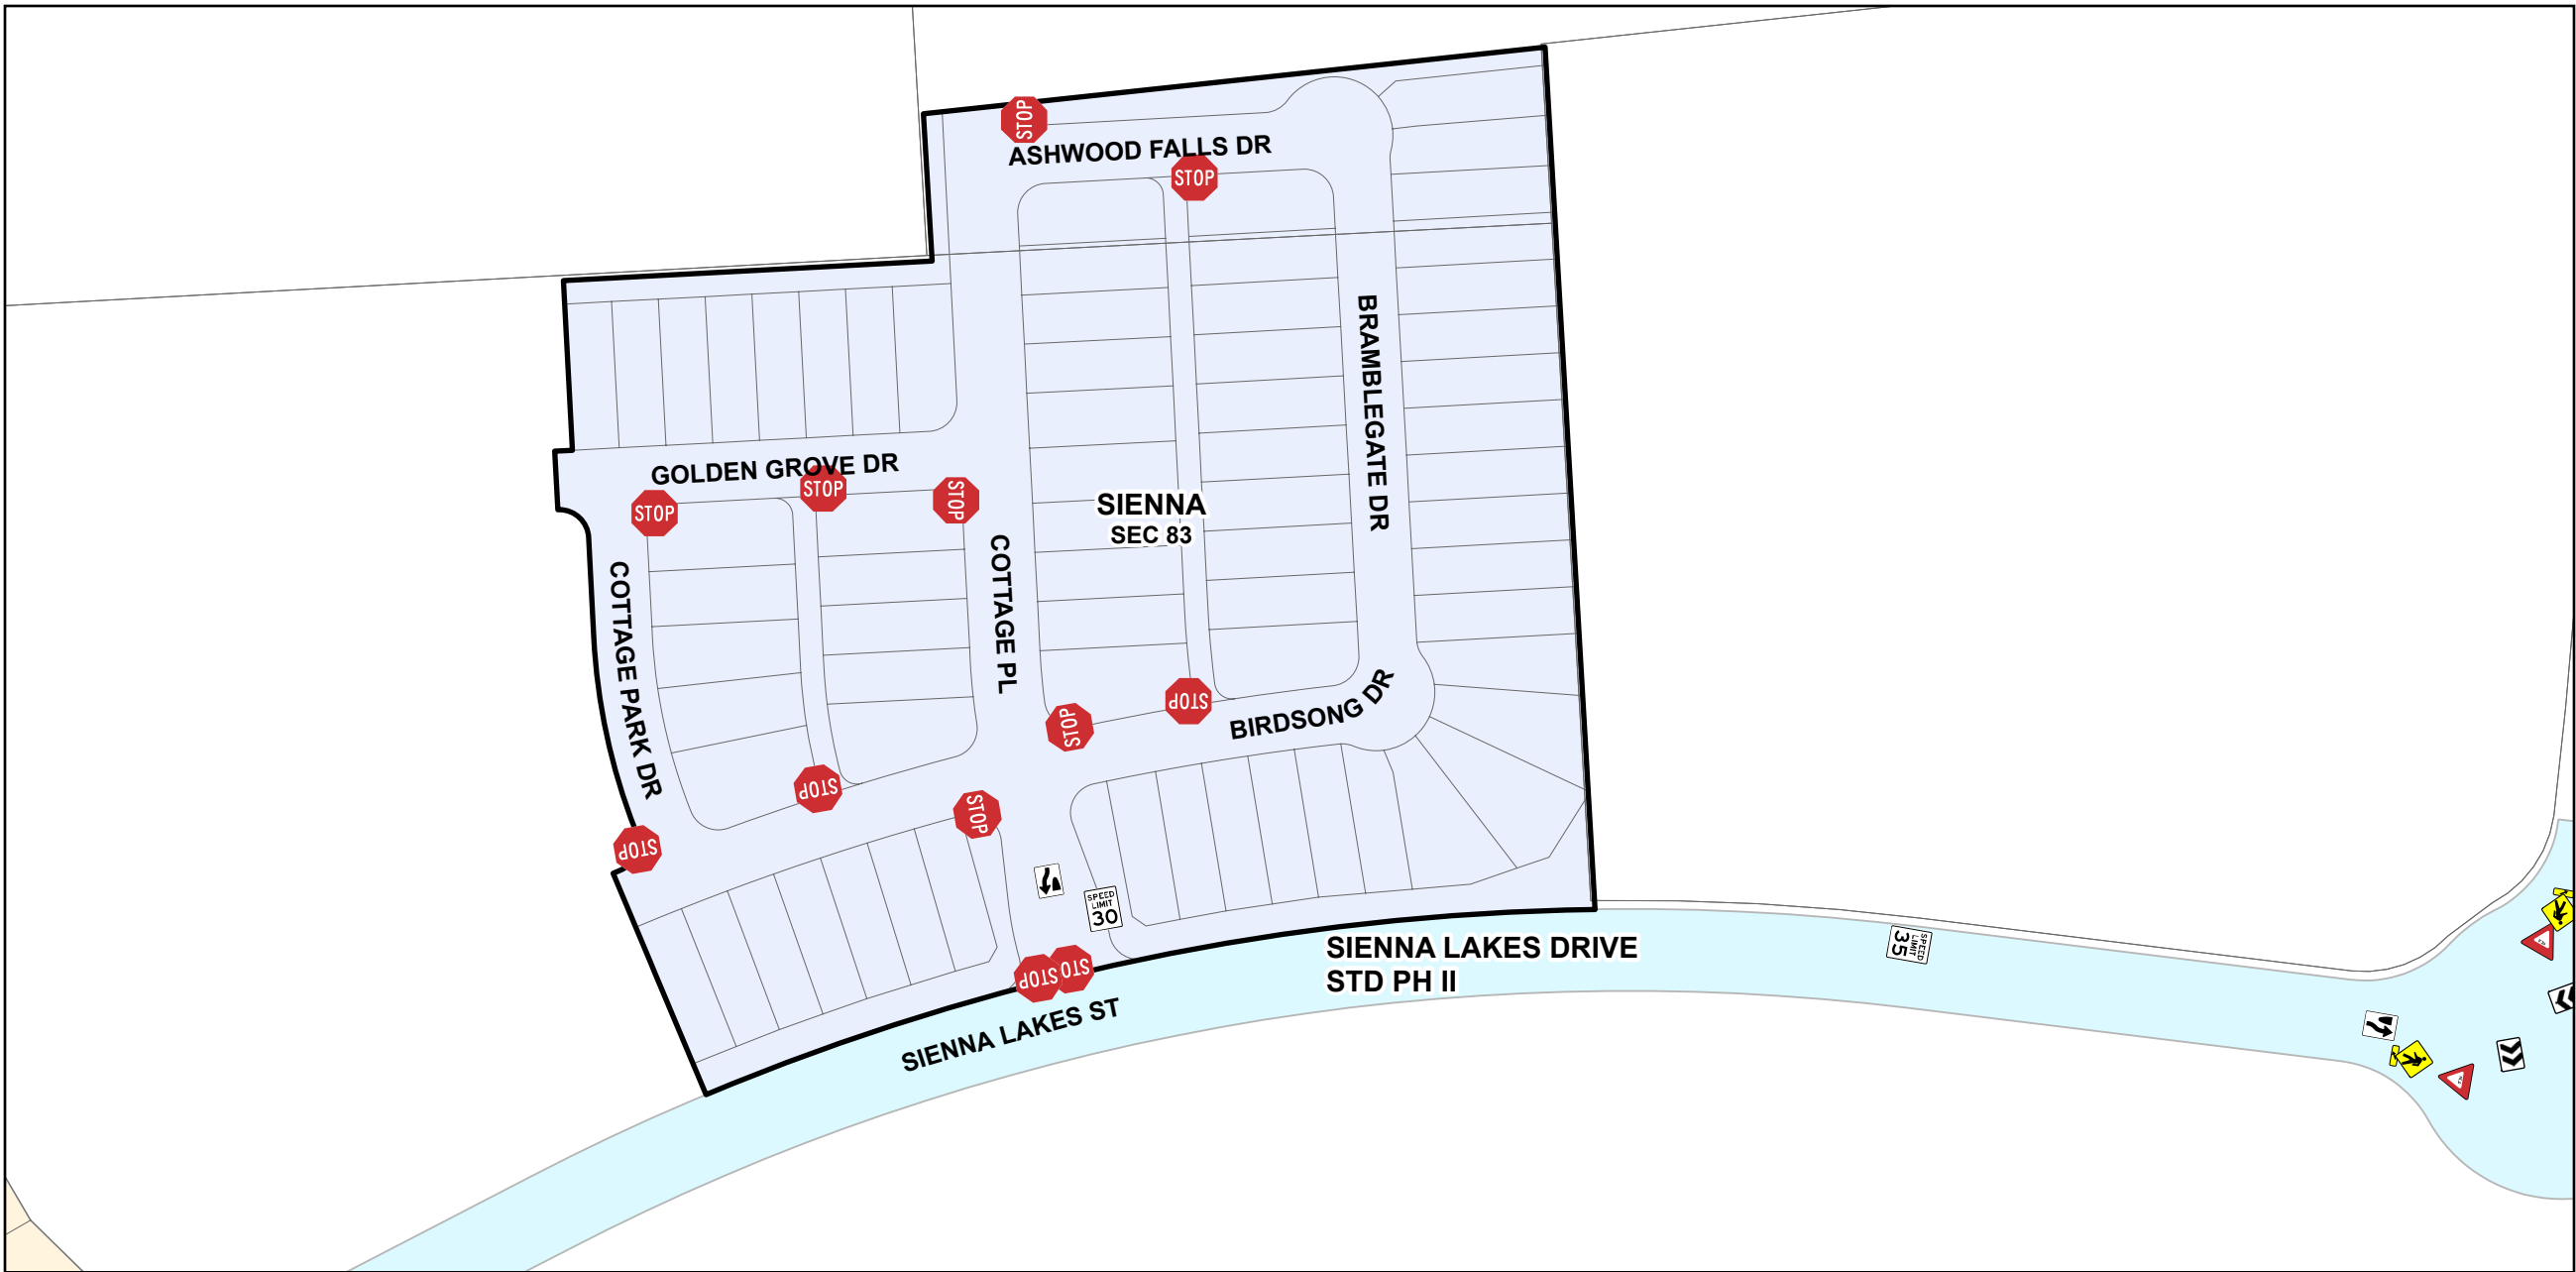 STOP
ASHWOOD FALLS DR
STOP
BRAMBLEGATE DR
GOLDEN GROVE DR
STOP
STOP
STOP
SIENNA
SEC 83
COTTAGE PL
COTTAGE PARK DR
STOP
STOP
BIRDSONG DR
STOP
STOP
STOP
SPEED
LIMIT
30
STOP
STOP
SIENNA LAKES DRIVE
STD PH II
SPEED
LIMIT
35
SIENNA LAKES ST